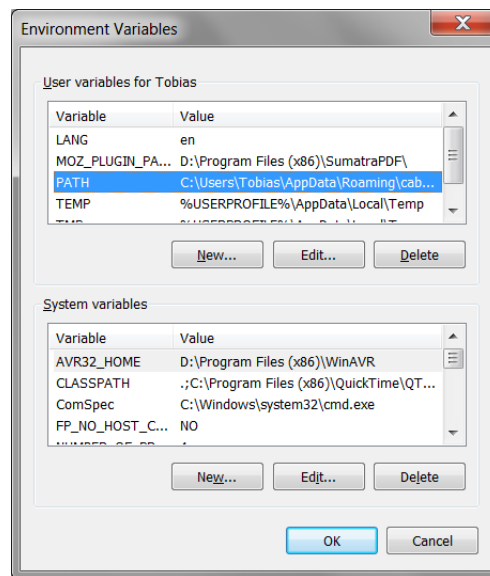 Environment Variables
User variables for Tobias
Variable Value
LANG en
MOZ_PLUGIN_PA... D:\Program Files (x86)\SumatraPDF\
PATH C:\Users\Tobias\AppData\Roaming\cab...
TEMP %USERPROFILE%\AppData\Local\Temp
New... Edit... Delete
System variables
Variable Value
AVR32_HOME D:\Program Files (x86)\WinAVR
CLASSPATH .;C:\Program Files (x86)\QuickTime\QT...
ComSpec C:\Windows\system32\cmd.exe
FP_NO_HOST_C... NO
New... Edit... Delete
OK Cancel